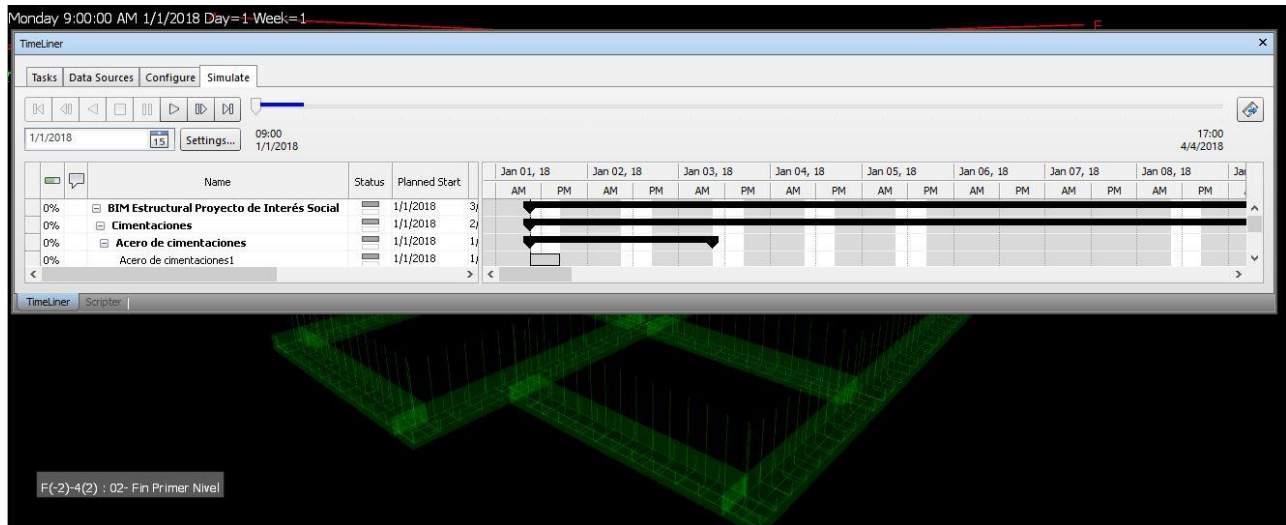 Monday 9:00:00 AM 1/1/2018 Day=1 Week=1
F
TimeLiner
Tasks Data Sources Configure Simulate
1/1/2018 15 Settings... 09:00 17:00
1/1/2018 4/4/2018
Name Status Planned Start
Jan 01, 18 Jan 02, 18 Jan 03, 18 Jan 04, 18 Jan 05, 18 Jan 06, 18 Jan 07, 18 Jan 08, 18 Jan
AM PM AM PM AM PM AM PM AM PM AM PM AM PM AM PM
0% BIM Estructural Proyecto de Interés Social 1/1/2018 3/
0% Cimentaciones 1/1/2018 2/
0% Acero de cimentaciones 1/1/2018 1/
0% Acero de cimentaciones1 1/1/2018 1/
TimeLiner Scripter
F(-2)-4(2) : 02- Fin Primer Nivel